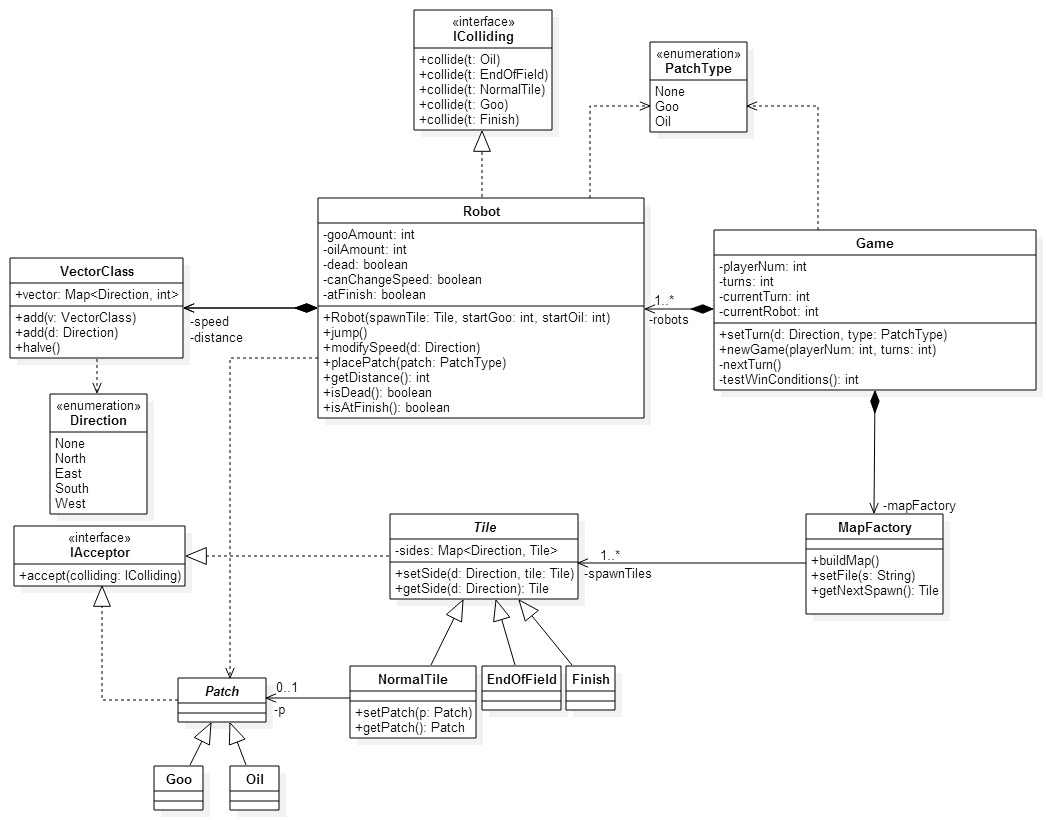 «interface»
IColliding
+collide(t: Oil)
+collide(t: EndOfField)
+collide(t: NormalTile)
+collide(t: Goo)
+collide(t: Finish)
«enumeration»
PatchType
None
Goo
Oil
Robot
-gooAmount: int
-oilAmount: int
-dead: boolean
-canChangeSpeed: boolean
-atFinish: boolean
+Robot(spawnTile: Tile, startGoo: int, startOil: int)
+jump()
+modifySpeed(d: Direction)
+placePatch(patch: PatchType)
+getDistance(): int
+isDead(): boolean
+isAtFinish(): boolean
Game
-playerNum: int
-turns: int
-currentTurn: int
-currentRobot: int
+setTurn(d: Direction, type: PatchType)
+newGame(playerNum: int, turns: int)
-nextTurn()
-testWinConditions(): int
1..*
-robots
VectorClass
+vector: Map<Direction, int>
+add(v: VectorClass)
+add(d: Direction)
+halve()
-speed
-distance
«enumeration»
Direction
None
North
East
South
West
«interface»
IAcceptor
+accept(colliding: IColliding)
Tile
-sides: Map<Direction, Tile>
+setSide(d: Direction, tile: Tile)
+getSide(d: Direction): Tile
1..*
-spawnTiles
-mapFactory
MapFactory
+buildMap()
+setFile(s: String)
+getNextSpawn(): Tile
Patch
0..1
-p
NormalTile
+setPatch(p: Patch)
+getPatch(): Patch
EndOfField
Finish
Goo
Oil